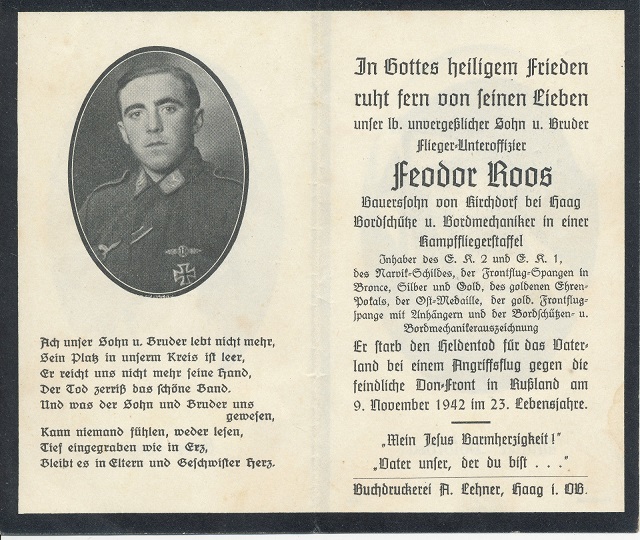 Ach unser Sohn u. Bruder lebt nicht mehr,
Sein Platz in unserm Kreis ist leer,
Er reicht uns nicht mehr seine Hand,
Der Tod zerriß das schöne Band.
Und was der Sohn und Bruder uns
gewesen,
Kann niemand fühlen, weder lesen,
Tief eingegraben wie in Erz,
Bleibt es in Eltern und Geschwister Herz.
In Gottes heiligem Frieden
ruht fern von seinen Lieben
unser lb. unvergeßlicher Sohn u. Bruder
Flieger-Unteroffizier
Feodor Roos
Bauerssohn von Kirchdorf bei Haag
Bordschütze u. Bordmechaniker in einer
Kampffliegerstaffel
Inhaber des E. K. 2 und E. K. 1,
des Narvik-Schildes, der Frontflug-Spangen in
Bronce, Silber und Gold, des goldenen Ehren-
Pokals, der Ost-Medaille, der gold. Frontflug-
spange mit Anhängern und der Bordschützen- u.
Bordmechanikerauszeichnung
Er starb den Heldentod für das Vater-
land bei einem Angriffsflug gegen die
feindliche Don-Front in Rußland am
9. November 1942 im 23. Lebensjahre.
„Mein Jesus Barmherzigkeit!"
„Vater unser, der du bist . . ."
Buchdruckerei A. Lehner, Haag i. OB.